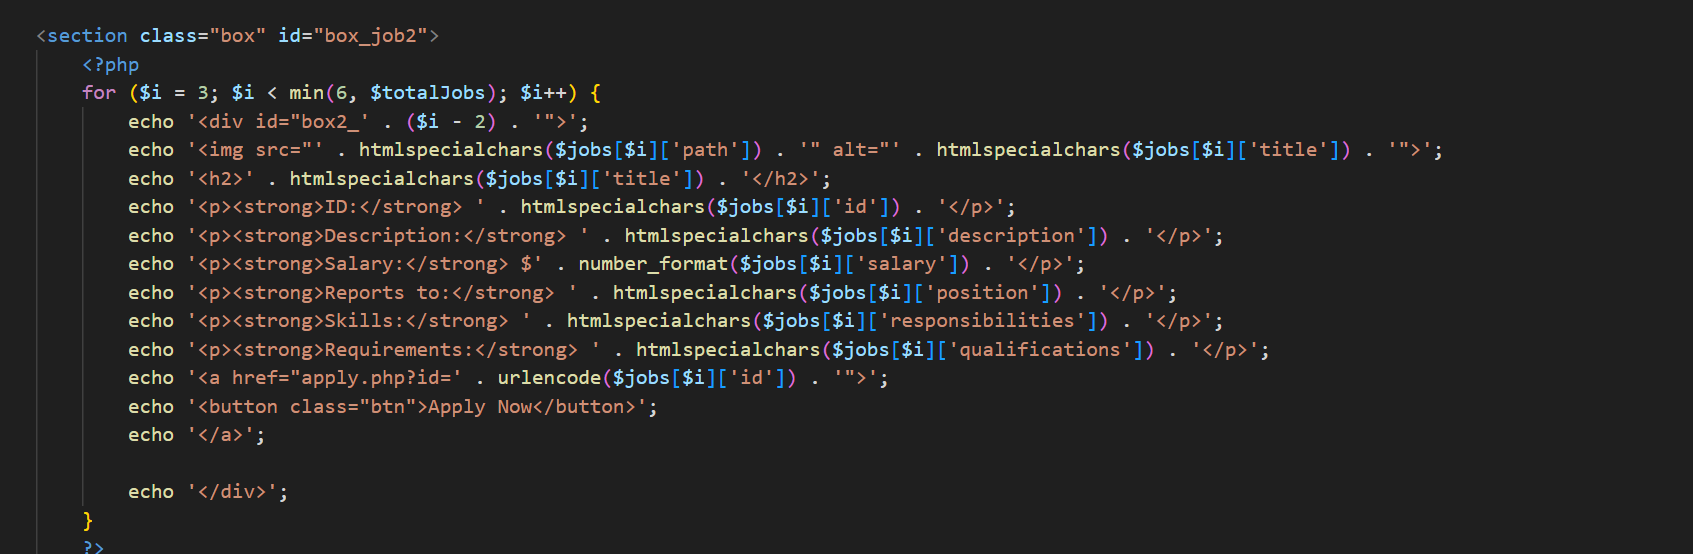 <section class="box" id="box_job2">
<?php
for ($i = 3; $i < min(6, $totalJobs); $i++) {
echo '<div id="box2_' . ($i - 2) . '">';
echo '<img src="' . htmlspecialchars($jobs[$i]['path']) . '" alt="' . htmlspecialchars($jobs[$i]['title']) . '">';
echo '<h2>' . htmlspecialchars($jobs[$i]['title']) . '</h2>';
echo '<p><strong>ID:</strong> ' . htmlspecialchars($jobs[$i]['id']) . '</p>';
echo '<p><strong>Description:</strong> ' . htmlspecialchars($jobs[$i]['description']) . '</p>';
echo '<p><strong>Salary:</strong> $' . number_format($jobs[$i]['salary']) . '</p>';
echo '<p><strong>Reports to:</strong> ' . htmlspecialchars($jobs[$i]['position']) . '</p>';
echo '<p><strong>Skills:</strong> ' . htmlspecialchars($jobs[$i]['responsibilities']) . '</p>';
echo '<p><strong>Requirements:</strong> ' . htmlspecialchars($jobs[$i]['qualifications']) . '</p>';
echo '<a href="apply.php?id=' . urlencode($jobs[$i]['id']) . '">';
echo '<button class="btn">Apply Now</button>';
echo '</a>';
echo '</div>';
}
?>